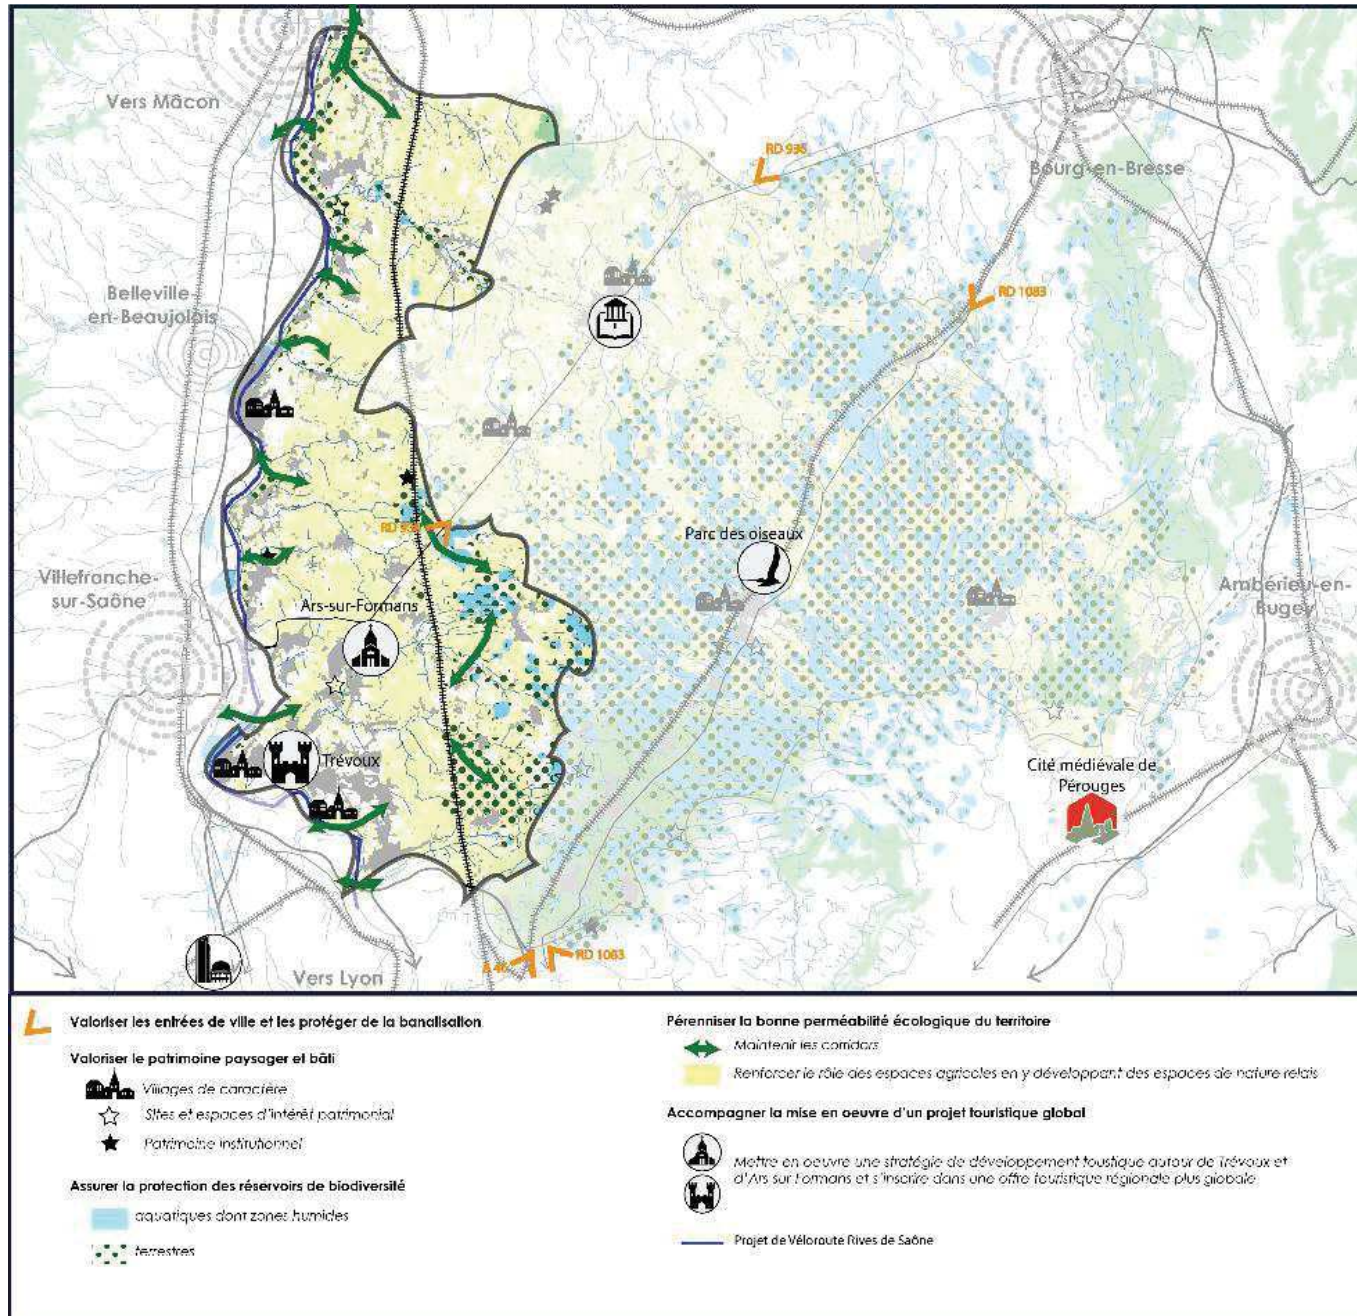 Vers Mâcon
RD 936
Bourg-en-Bresse
Belleville-
en-Beaujolais
RD 1083
RD 936
Parc des oiseaux
Villefranche-
sur-Saône
Ars-sur-Formans
Ambérieu-en-
Bugey
Trévoux
Cité médiévale de
Pérouges
Vers Lyon
A 46
RD 1083
Valoriser les entrées de ville et les protéger de la banalisation
Valoriser le patrimoine paysager et bâti
Villages de caractère
Sites et espaces d'intérêt patrimonial
Patrimoine institutionnel
Assurer la protection des réservoirs de biodiversité
aquatiques dont zones humides
terrestres
Pérenniser la bonne perméabilité écologique du territoire
Maintenir les corridors
Renforcer le rôle des espaces agricoles en y développant des espaces de nature relais
Accompagner la mise en oeuvre d'un projet touristique global
Mettre en oeuvre une stratégie de développement toustique autour de Trévoux et
d'Ars sur Formans et s'inscrire dans une offre touristique régionale plus globale
Projet de Véloroute Rives de Saône